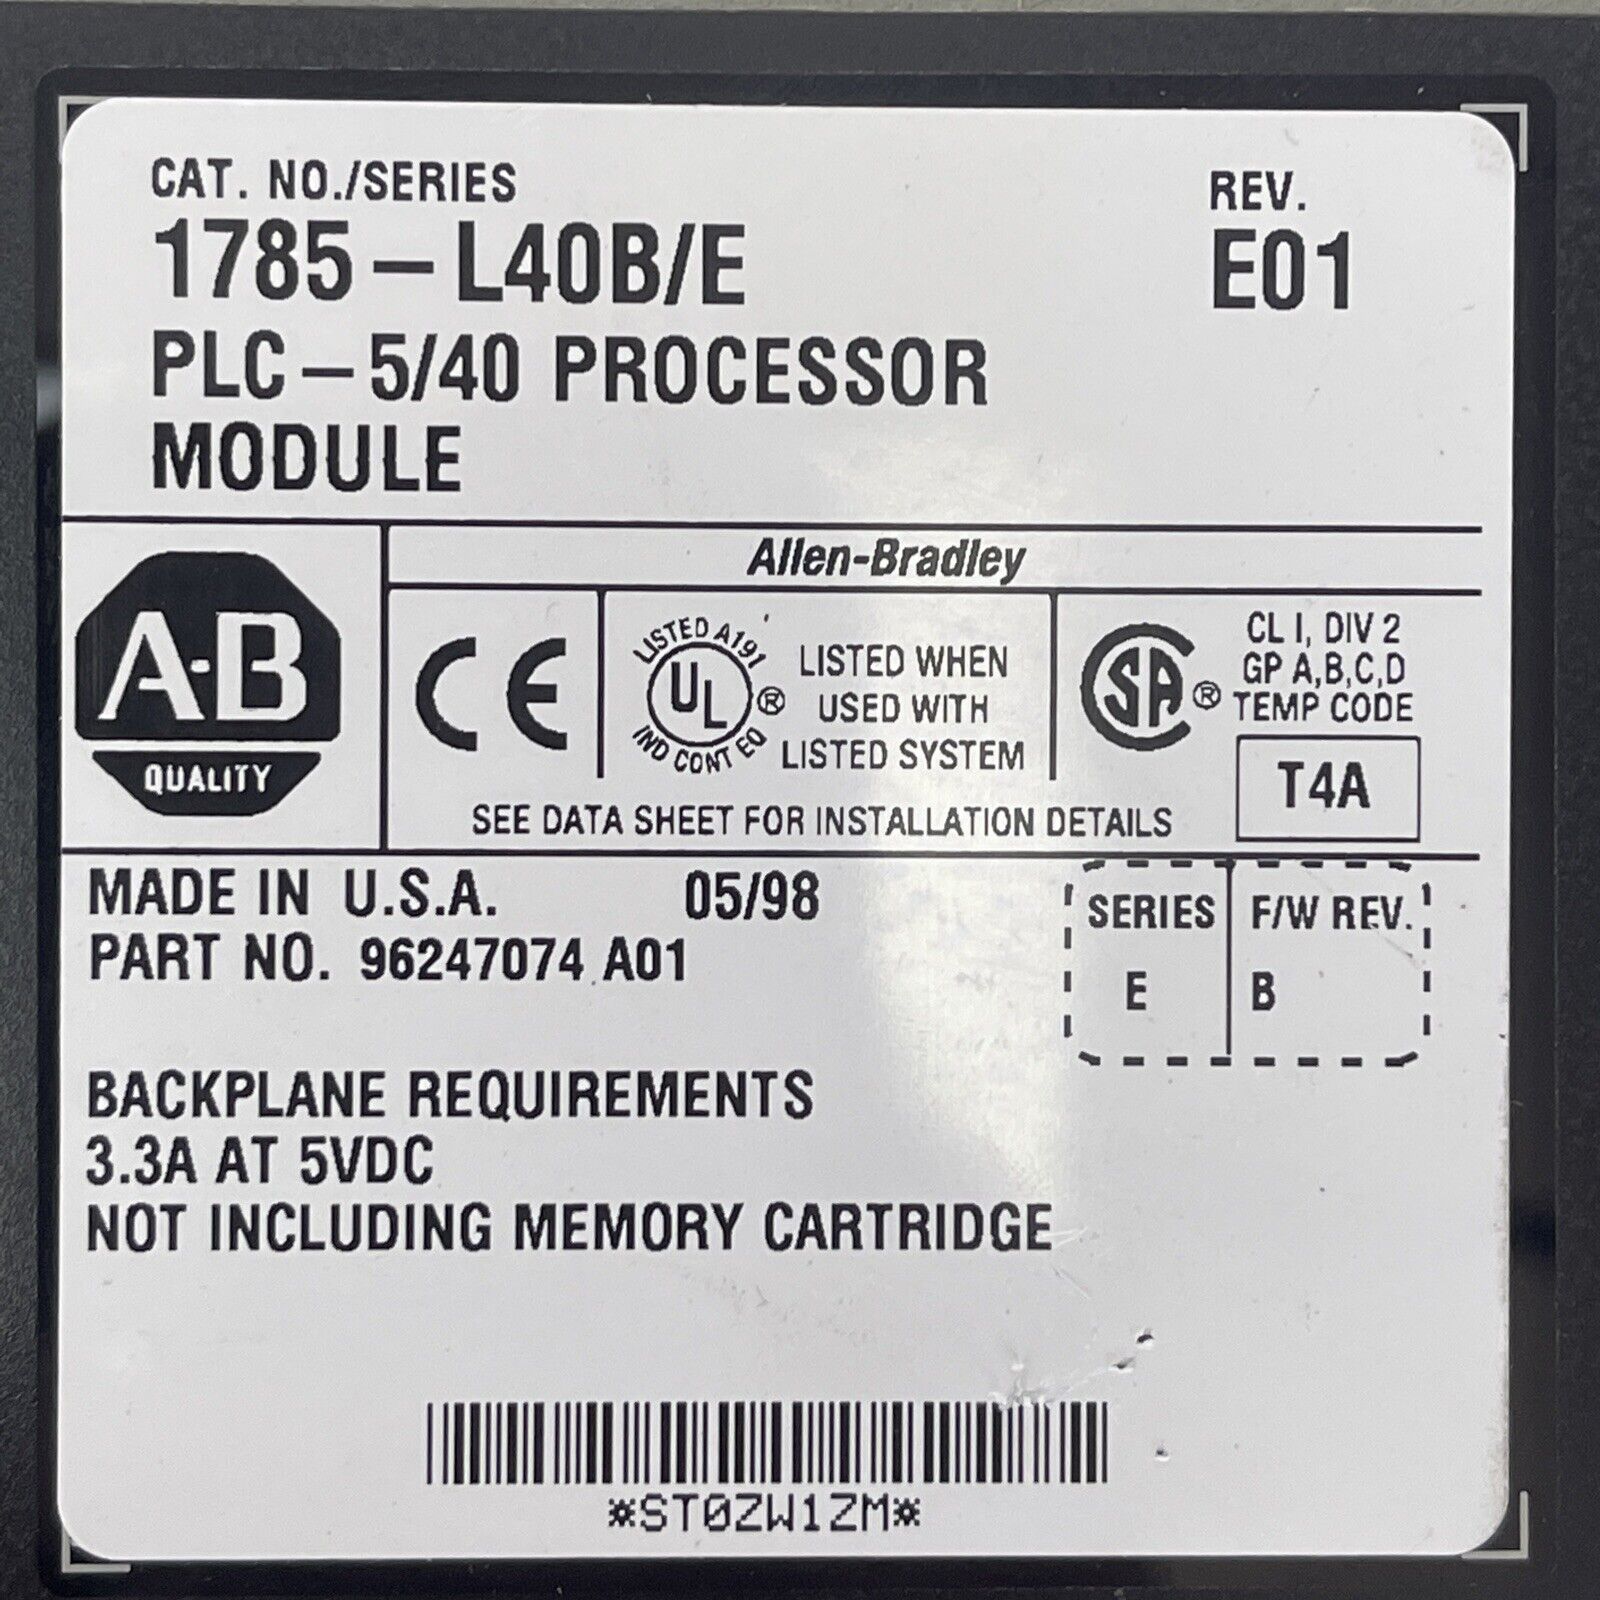 CAT. NO./SERIES REV.
1785-L40B/E E01
PLC-5/40 PROCESSOR
MODULE
Allen-Bradley
A-B
QUALITY
CE
LISTED A191
UL ®
IND CONT EQ
LISTED WHEN
USED WITH
LISTED SYSTEM
SA ®
CL I, DIV 2
GP A,B,C,D
TEMP CODE
T4A
SEE DATA SHEET FOR INSTALLATION DETAILS
MADE IN U.S.A. 05/98
PART NO. 96247074 A01
SERIES F/W REV.
E B
BACKPLANE REQUIREMENTS
3.3A AT 5VDC
NOT INCLUDING MEMORY CARTRIDGE
*ST0ZW1ZM*